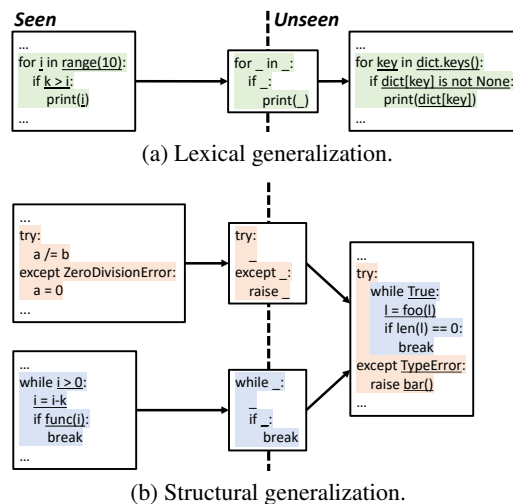 Seen
Unseen
...
for i in range(10):
if k > i:
print(i)
...
for _ in _:
if _:
print(_)
...
for key in dict.keys():
if dict[key] is not None:
print(dict[key])
...
(a) Lexical generalization.
...
try:
a /= b
except ZeroDivisionError:
a = 0
...
try:
_
except _:
raise _
...
while i > 0:
i = i-k
if func(i):
break
...
while _:
_
if _:
break
...
try:
while True:
l = foo(l)
if len(l) == 0:
break
except TypeError:
raise bar()
...
(b) Structural generalization.